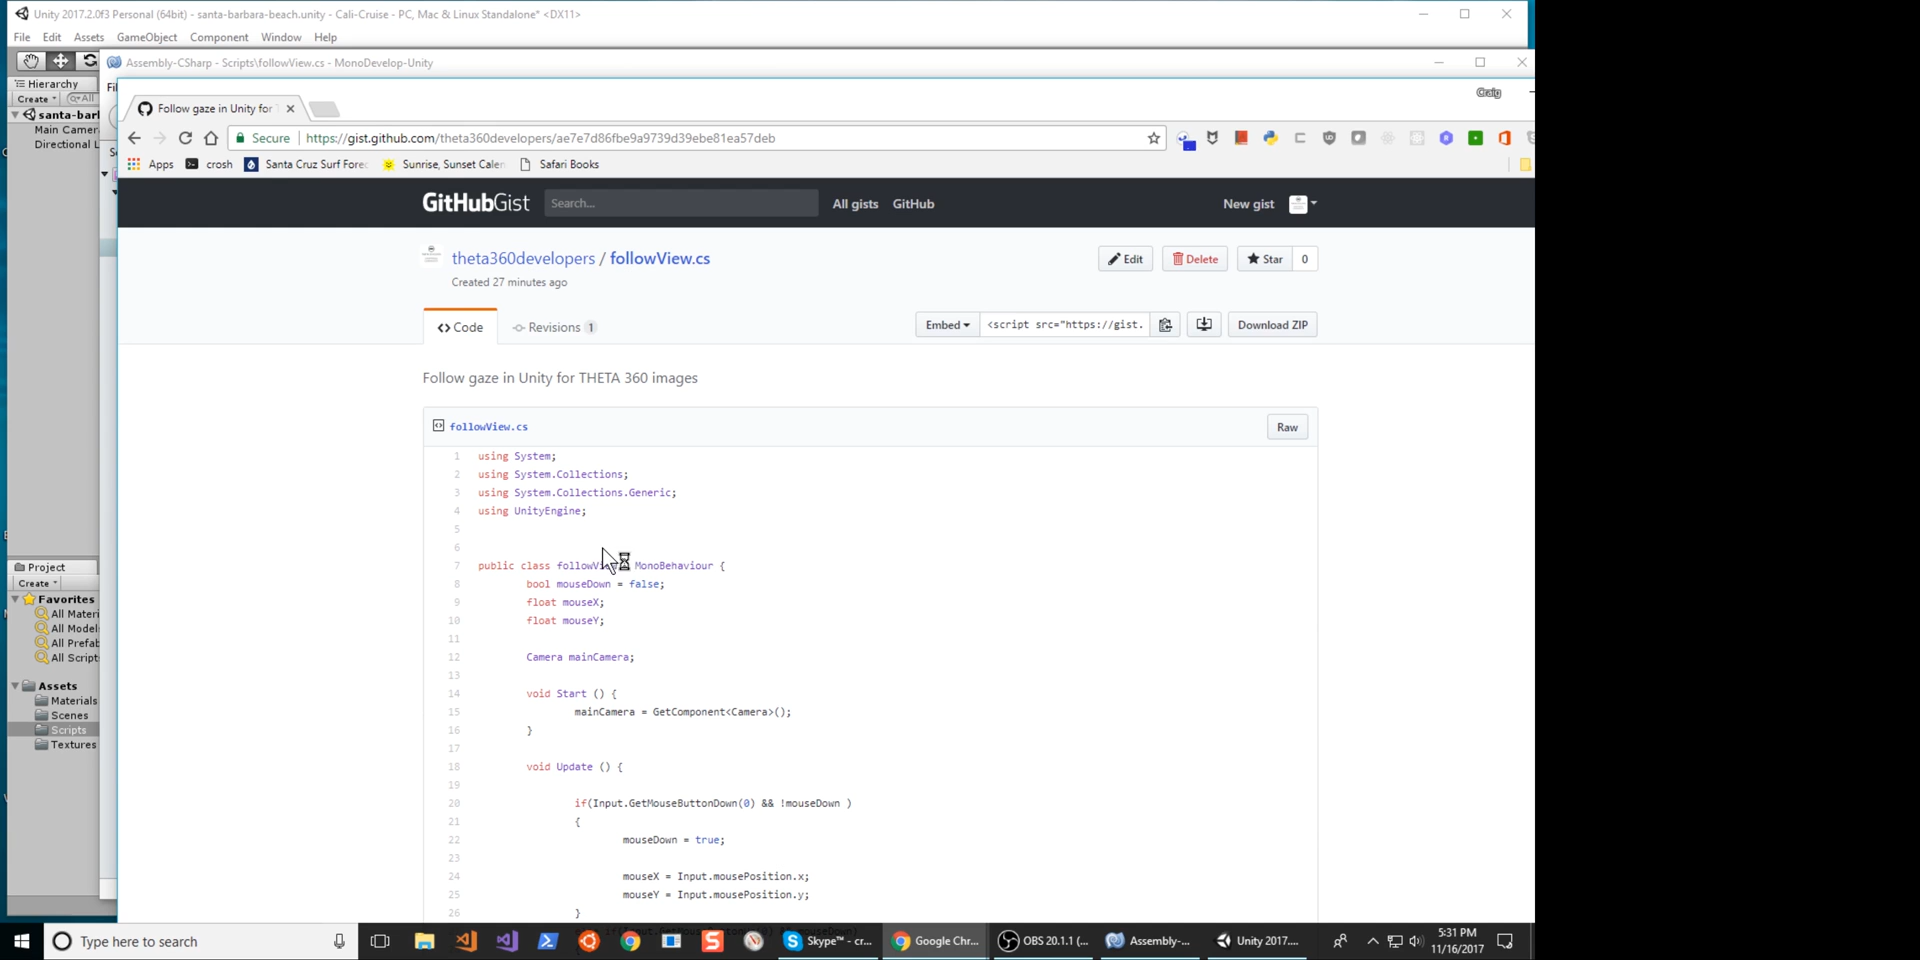 Unity 2017.2.0f3 Personal (64bit) - santa-barbara-beach.unity - Cali-Cruise - PC, Mac & Linux Standalone* <DX11>
File Edit Assets GameObject Component Window Help
Assembly-CSharp - Scripts\followView.cs - MonoDevelop-Unity
Hierarchy
Create All
santa-barl
Main Camer
Directional L
Craig
Follow gaze in Unity for
Secure https://gist.github.com/theta360developers/ae7e7d86fbe9a9739d39ebe81ea57deb
Apps crosh Santa Cruz Surf Fore Sunrise, Sunset Calen Safari Books
GitHubGist Search... All gists GitHub New gist
theta360developers / followView.cs
Edit Delete Star 0
Created 27 minutes ago
<> Code Revisions 1
Embed <script src="https://gist. Download ZIP
Follow gaze in Unity for THETA 360 images
followView.cs Raw
1 using System;
2 using System.Collections;
3 using System.Collections.Generic;
4 using UnityEngine;
5
6
7 public class followVi MonoBehaviour {
8 bool mouseDown = false;
9 float mouseX;
10 float mouseY;
11
12 Camera mainCamera;
13
14 void Start () {
15 mainCamera = GetComponent<Camera>();
16 }
17
18 void Update () {
19
20 if(Input.GetMouseButtonDown(0) && !mouseDown )
21 {
22 mouseDown = true;
23
24 mouseX = Input.mousePosition.x;
25 mouseY = Input.mousePosition.y;
26 }
Project
Create
Favorites
All Materi
All Model
All Prefab
All Script
Assets
Materials
Scenes
Scripts
Textures
Type here to search
Skype™ - cr...
Google Chr...
OBS 20.1.1 (...
Assembly-...
Unity 2017....
5:31 PM
11/16/2017